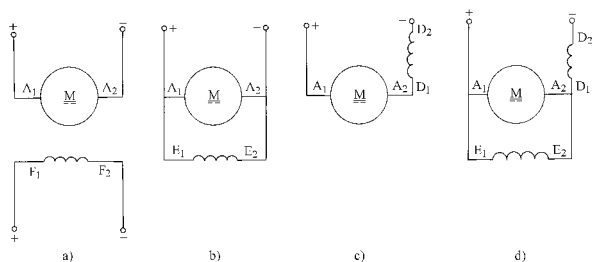 + −
A₁ M A₂
F₁ F₂
+ −
a)
+ −
A₁ M A₂
E₁ E₂
b)
+ −
D₂
A₁ M A₂ D₁
c)
+ −
D₂
A₁ M A₂ D₁
E₁ E₂
d)